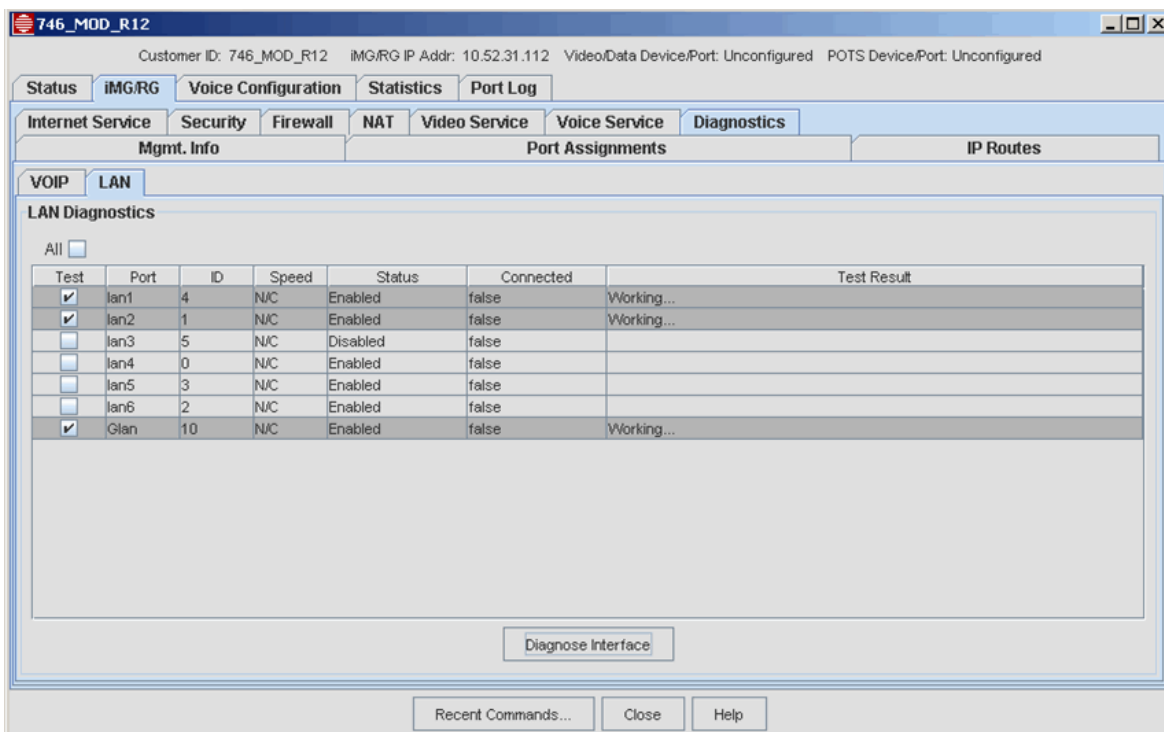 746_MOD_R12
Customer ID: 746_MOD_R12 iMG/RG IP Addr: 10.52.31.112 Video/Data Device/Port: Unconfigured POTS Device/Port: Unconfigured
Status iMG/RG Voice Configuration Statistics Port Log
Internet Service Security Firewall NAT Video Service Voice Service Diagnostics
Mgmt. Info Port Assignments IP Routes
VOIP LAN
LAN Diagnostics
All
Test Port ID Speed Status Connected Test Result
lan1 4 N/C Enabled false Working...
lan2 1 N/C Enabled false Working...
lan3 5 N/C Disabled false
lan4 0 N/C Enabled false
lan5 3 N/C Enabled false
lan6 2 N/C Enabled false
Glan 10 N/C Enabled false Working...
Diagnose Interface
Recent Commands... Close Help